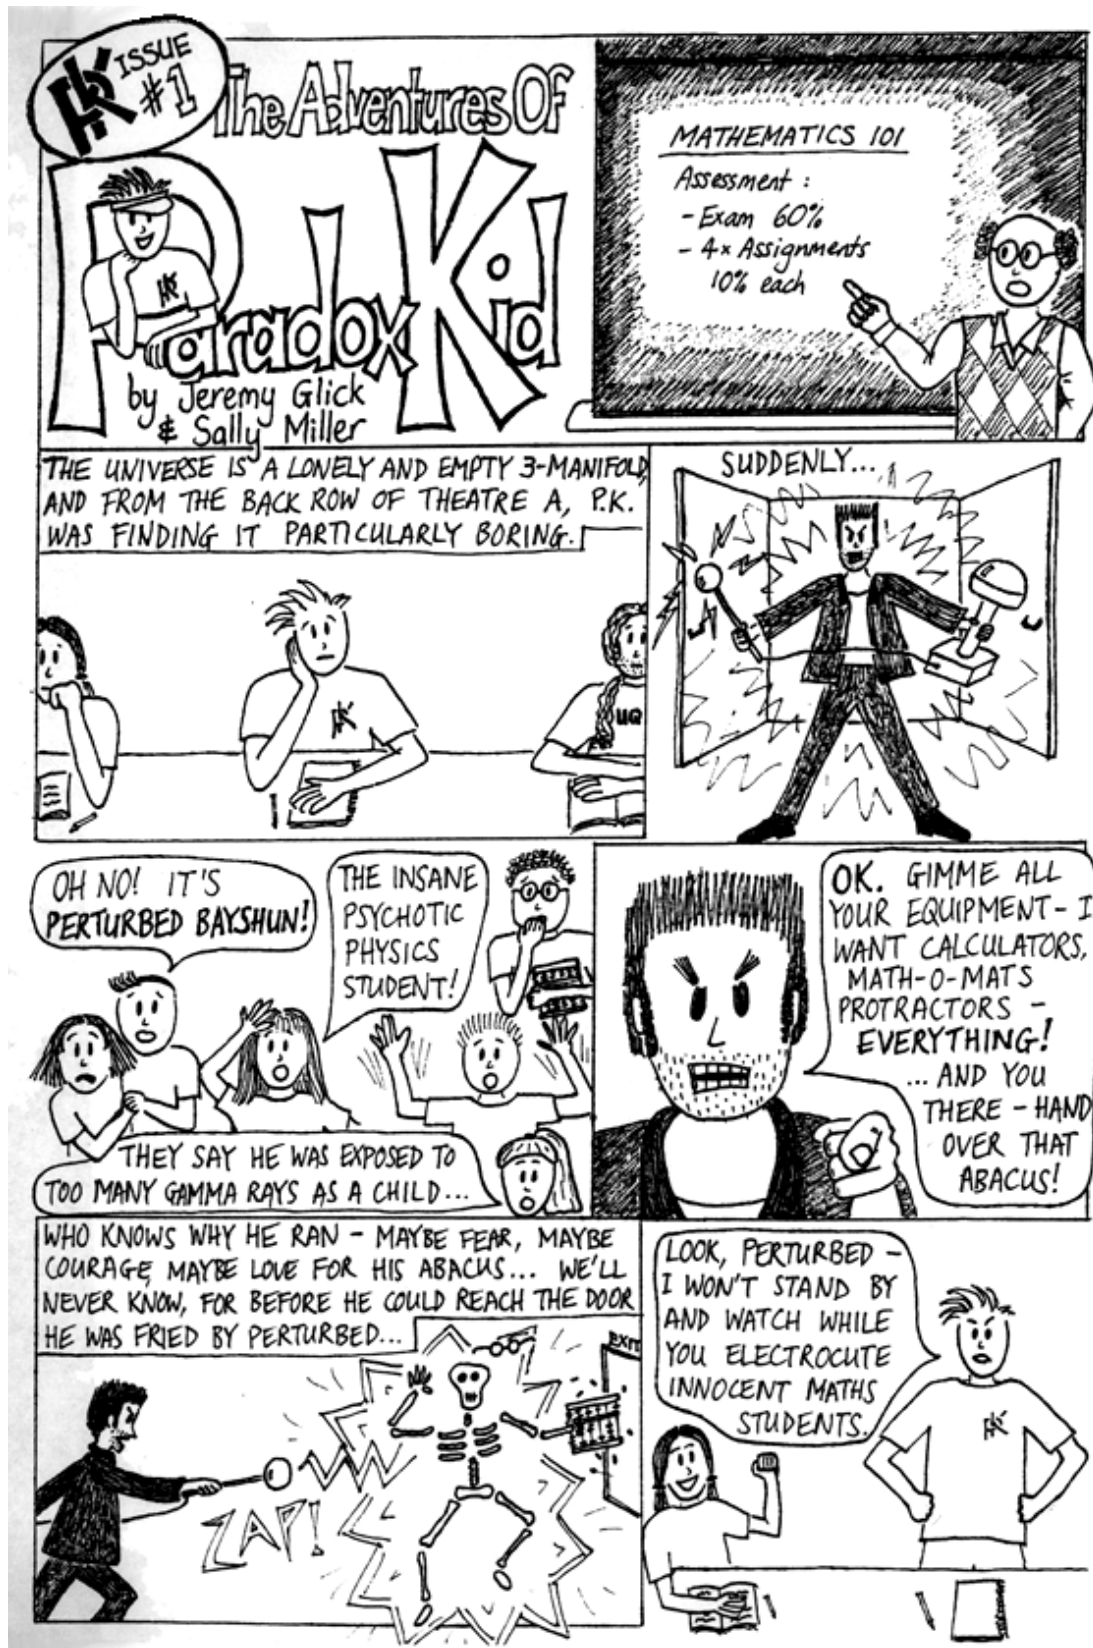 PK ISSUE
#1
The Adventures Of
Paradox Kid
by Jeremy Glick
& Sally Miller
MATHEMATICS 101
Assessment :
- Exam 60%
- 4x Assignments
10% each
THE UNIVERSE IS A LONELY AND EMPTY 3-MANIFOLD,
AND FROM THE BACK ROW OF THEATRE A, P.K.
WAS FINDING IT PARTICULARLY BORING.
PK
UQ
SUDDENLY...
OH NO! IT'S
PERTURBED BAYSHUN!
THE INSANE
PSYCHOTIC
PHYSICS
STUDENT!
THEY SAY HE WAS EXPOSED TO
TOO MANY GAMMA RAYS AS A CHILD...
OK. GIMME ALL
YOUR EQUIPMENT - I
WANT CALCULATORS,
MATH-O-MATS
PROTRACTORS -
EVERYTHING!
... AND YOU
THERE - HAND
OVER THAT
ABACUS!
WHO KNOWS WHY HE RAN - MAYBE FEAR, MAYBE
COURAGE, MAYBE LOVE FOR HIS ABACUS... WE'LL
NEVER KNOW, FOR BEFORE HE COULD REACH THE DOOR
HE WAS FRIED BY PERTURBED...
EXIT
ZAP!
LOOK, PERTURBED -
I WON'T STAND BY
AND WATCH WHILE
YOU ELECTROCUTE
INNOCENT MATHS
STUDENTS.
PK